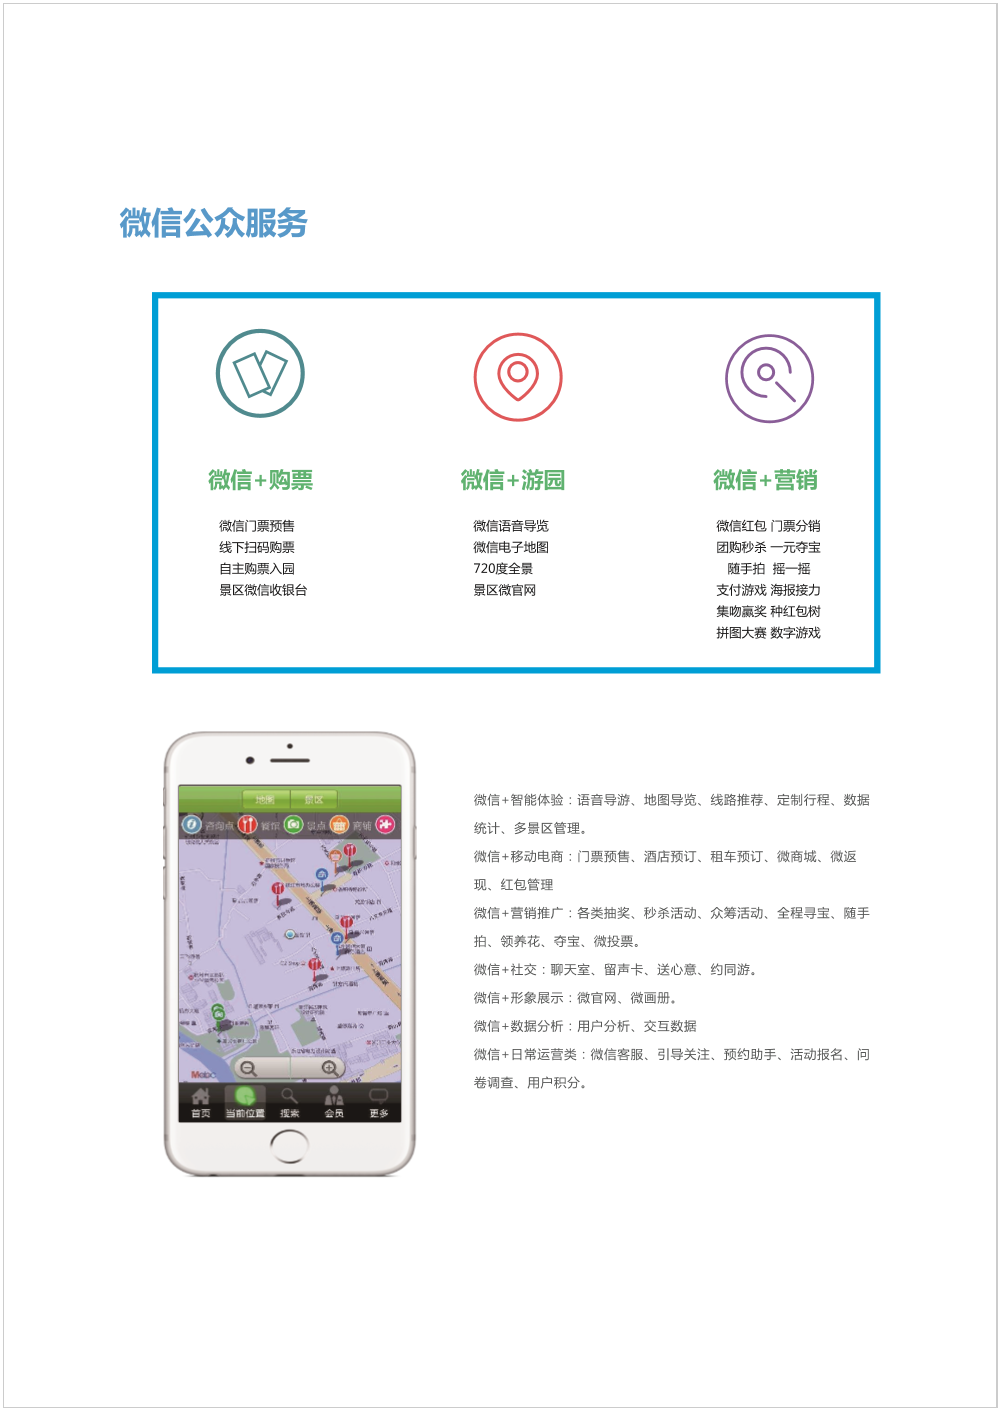 微信公众服务
微信+购票
微信门票预售
线下扫码购票
自主购票入园
景区微信收银台
微信+游园
微信语音导览
微信电子地图
720度全景
景区微官网
微信+营销
微信红包 门票分销
团购秒杀 一元夺宝
随手拍 摇一摇
支付游戏 海报接力
集吻赢奖 种红包树
拼图大赛 数字游戏
地图 景区
咨询点 餐馆 景点 商铺
首页 当前位置 搜索 会员 更多
微信+智能体验：语音导游、地图导览、线路推荐、定制行程、数据
统计、多景区管理。
微信+移动电商：门票预售、酒店预订、租车预订、微商城、微返
现、红包管理
微信+营销推广：各类抽奖、秒杀活动、众筹活动、全程寻宝、随手
拍、领养花、夺宝、微投票。
微信+社交：聊天室、留声卡、送心意、约同游。
微信+形象展示：微官网、微画册。
微信+数据分析：用户分析、交互数据
微信+日常运营类：微信客服、引导关注、预约助手、活动报名、问
卷调查、用户积分。